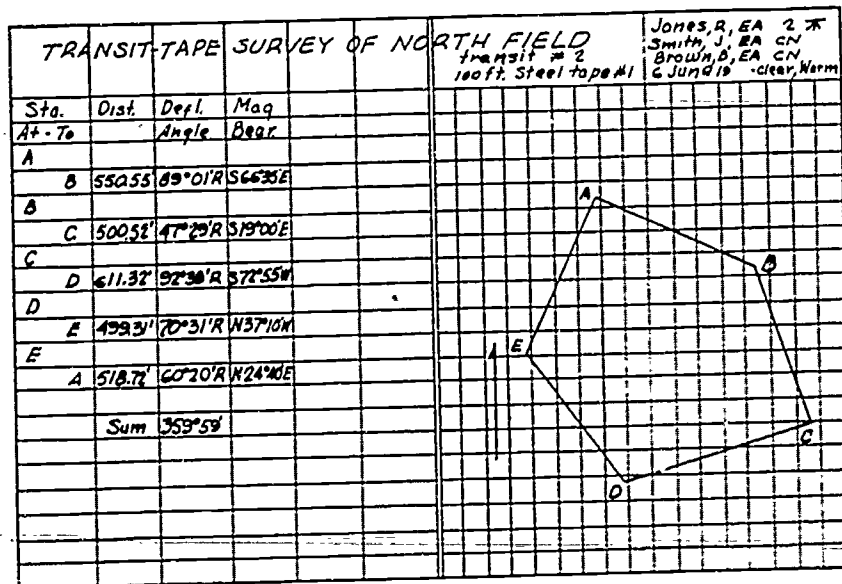 TRANSIT-TAPE SURVEY OF NORTH FIELD
transit # 2
100 ft. Steel tape #1
Jones, R, EA
Smith, J, EA CN
Brown, B, EA CN
6 June 19 - clear, Warm
Sta. Dist. Defl. Mag
At - To Angle Bear.
A
B 550.55 89°01'R S66°35'E
B
C 500.52' 47°29'R S19°00'E
C
D 611.32' 92°38'R S72°55'W
D
E 499.31' 70°31'R N37°10'W
E
A 518.72' 60°20'R N24°40'E
Sum 359°59'
A
B
E
C
D